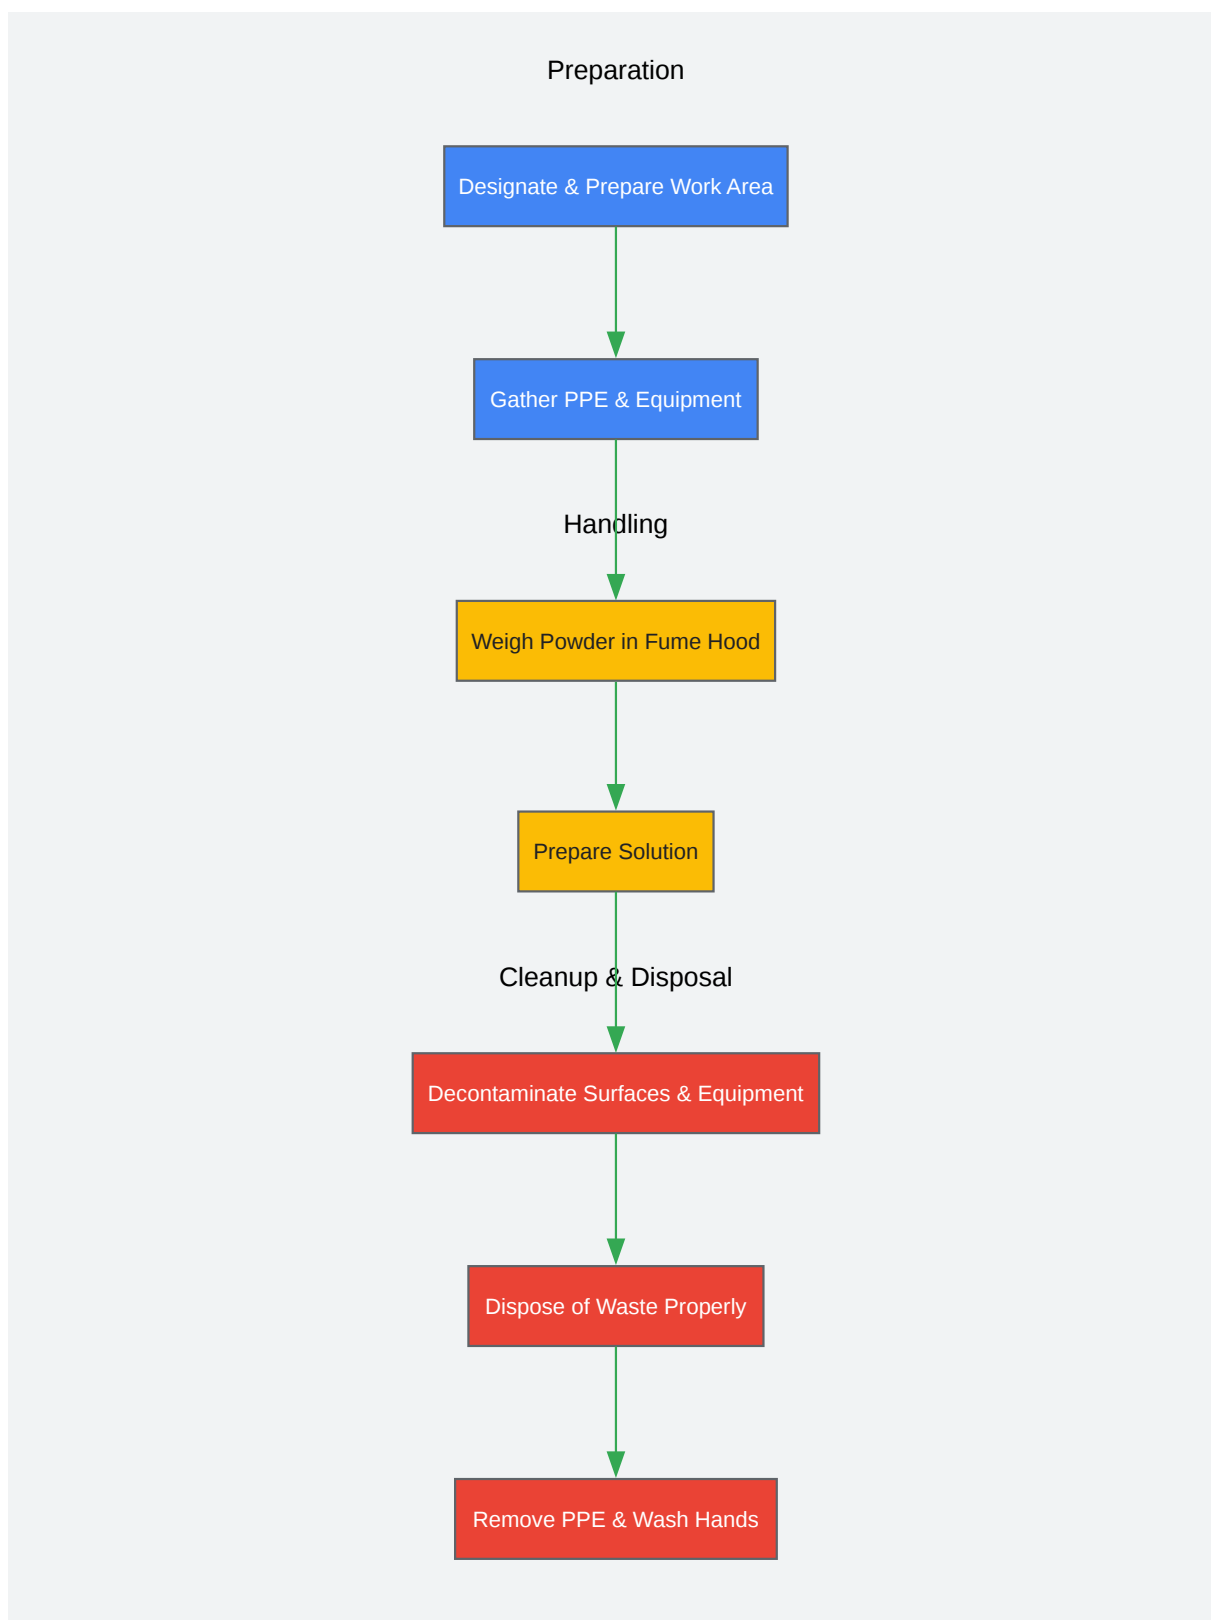 Preparation
Designate & Prepare Work Area
Gather PPE & Equipment
Handling
Weigh Powder in Fume Hood
Prepare Solution
Cleanup & Disposal
Decontaminate Surfaces & Equipment
Dispose of Waste Properly
Remove PPE & Wash Hands